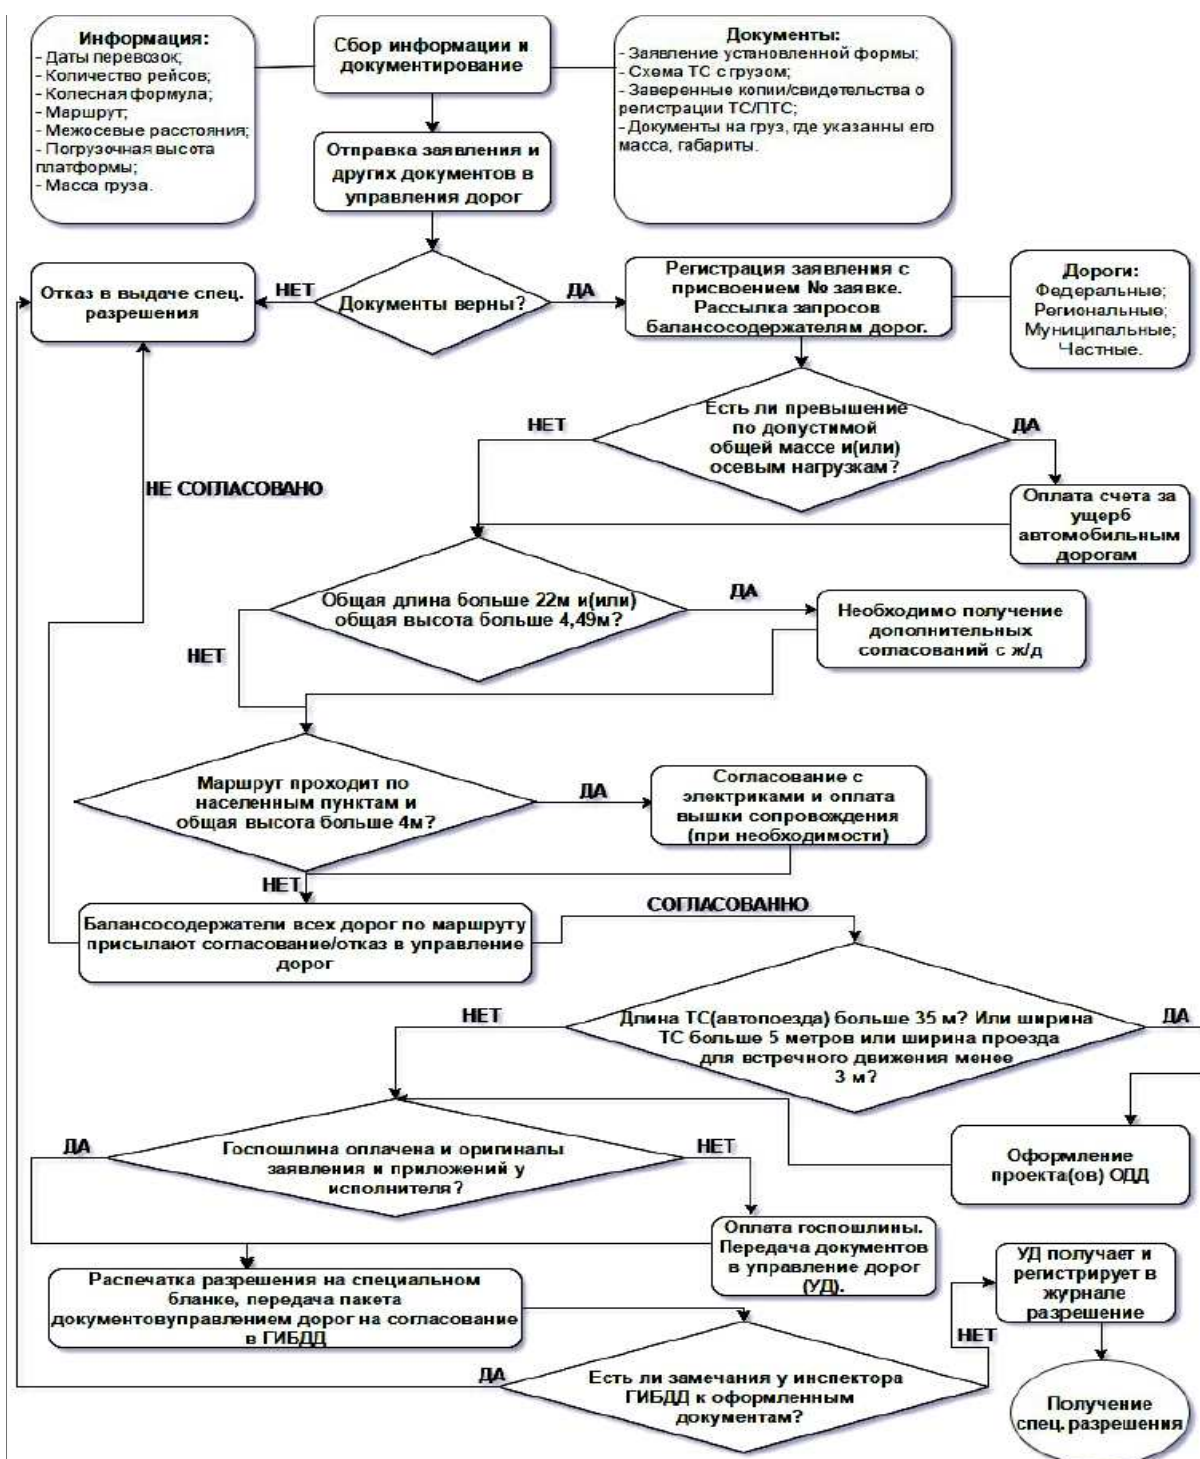 Информация:
- Даты перевозок;
- Количество рейсов;
- Колесная формула;
- Маршрут;
- Межосевые расстояния;
- Погрузочная высота
платформы;
- Масса груза.
Сбор информации и
документирование
Документы:
- Заявление установленной формы;
- Схема ТС с грузом;
- Заверенные копии/свидетельства о
регистрации ТС/ПТС;
- Документы на груз, где указанны его
масса, габариты.
Отправка заявления и
других документов в
управления дорог
Отказ в выдаче спец.
разрешения
НЕТ
Документы верны?
ДА
Регистрация заявления с
присвоением № заявке.
Рассылка запросов
балансосодержателям дорог.
Дороги:
Федеральные;
Региональные;
Муниципальные;
Частные.
НЕТ
Есть ли превышение
по допустимой
общей массе и(или)
осевым нагрузкам?
ДА
НЕ СОГЛАСОВАНО
Оплата счета за
ущерб
автомобильным
дорогам
Общая длина больше 22м и(или)
общая высота больше 4,49м?
ДА
НЕТ
Необходимо получение
дополнительных
согласований с ж/д
Маршрут проходит по
населенным пунктам и
общая высота больше 4м?
ДА
Согласование с
электриками и оплата
вышки сопровождения
(при необходимости)
НЕТ
Балансосодержатели всех дорог по маршруту
присылают согласование/отказ в управление
дорог
СОГЛАСОВАННО
НЕТ
Длина ТС(автопоезда) больше 35 м? Или ширина
ТС больше 5 метров или ширина проезда
для встречного движения менее
3 м?
ДА
ДА
Госпошлина оплачена и оригиналы
заявления и приложений у
исполнителя?
НЕТ
Оформление
проекта(ов) ОДД
Оплата госпошлины.
Передача документов
в управление дорог
(УД).
Распечатка разрешения на специальном
бланке, передача пакета
документовуправлением дорог на согласование
в ГИБДД
УД получает и
регистрирует в
журнале
разрешение
НЕТ
ДА
Есть ли замечания у инспектора
ГИБДД к оформленным
документам?
Получение
спец. разрешения